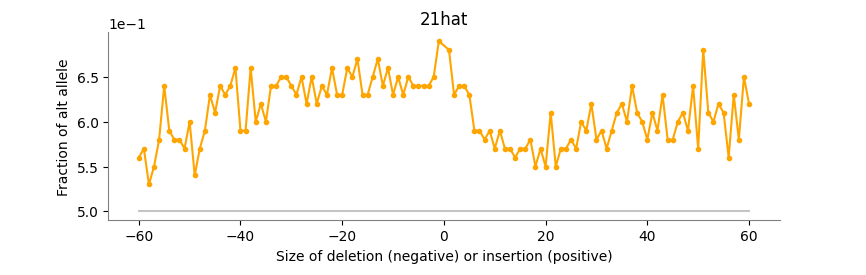 21hat
1e−1
6.5
6.0
5.5
5.0
Fraction of alt allele
−60 −40 −20 0 20 40 60
Size of deletion (negative) or insertion (positive)